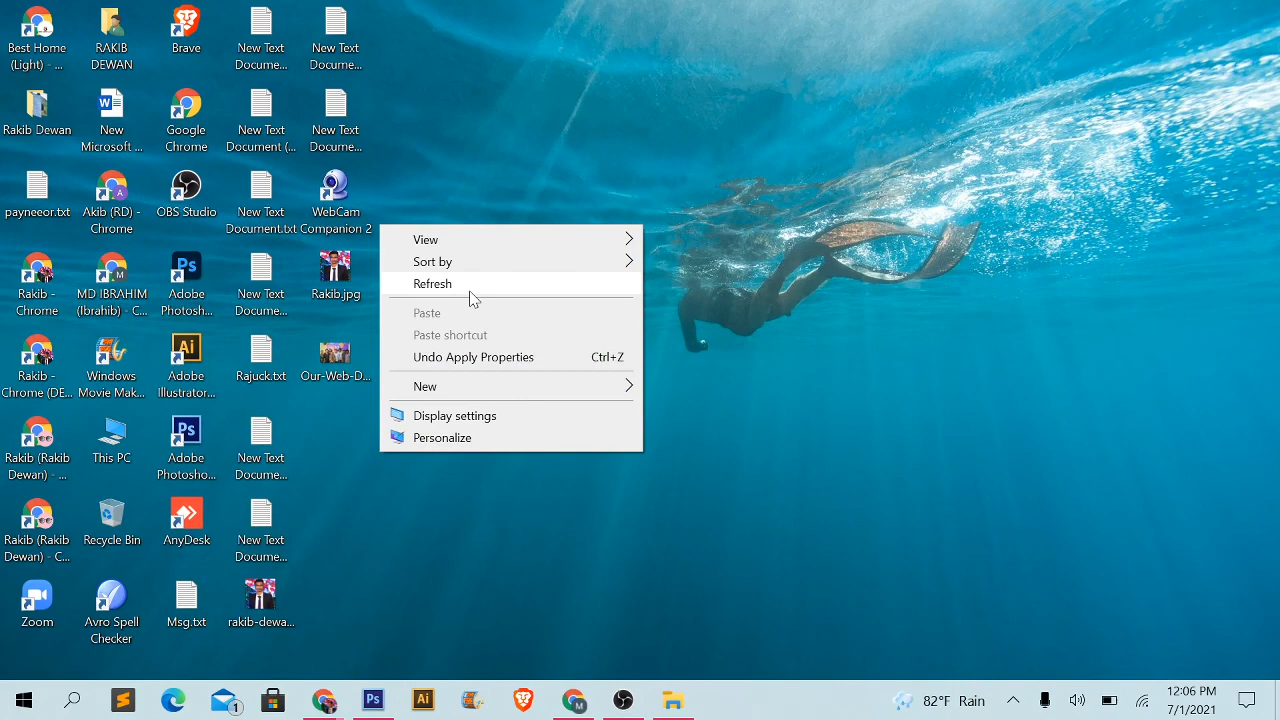 Best Home
(Light) - ...
RAKIB
DEWAN
Brave
New Text
Docume...
New Text
Docume...
Rakib Dewan
New
Microsoft ...
Google
Chrome
New Text
Document (...
New Text
Docume...
payneeor.txt
Akib (RD) -
Chrome
OBS Studio
New Text
Document.txt
WebCam
Companion 2
Rakib -
Chrome
MD IBRAHIM
(Ibrahib) - C...
Adobe
Photosh...
New Text
Docume...
Rakib.jpg
Rakib -
Chrome (DE...
Windows
Movie Mak...
Adobe
Illustrator...
Rajuck.txt
Our-Web-D...
Rakib (Rakib
Dewan) - ...
This PC
Adobe
Photosho...
New Text
Docume...
Rakib (Rakib
Dewan) - C...
Recycle Bin
AnyDesk
New Text
Docume...
Zoom
Avro Spell
Checker
Msg.txt
rakib-dewa...
View
Sort by
Refresh
Paste
Paste shortcut
Undo Apply Properties Ctrl+Z
New
Display settings
Personalize
82°F Rain
12:06 PM
7/1/2021